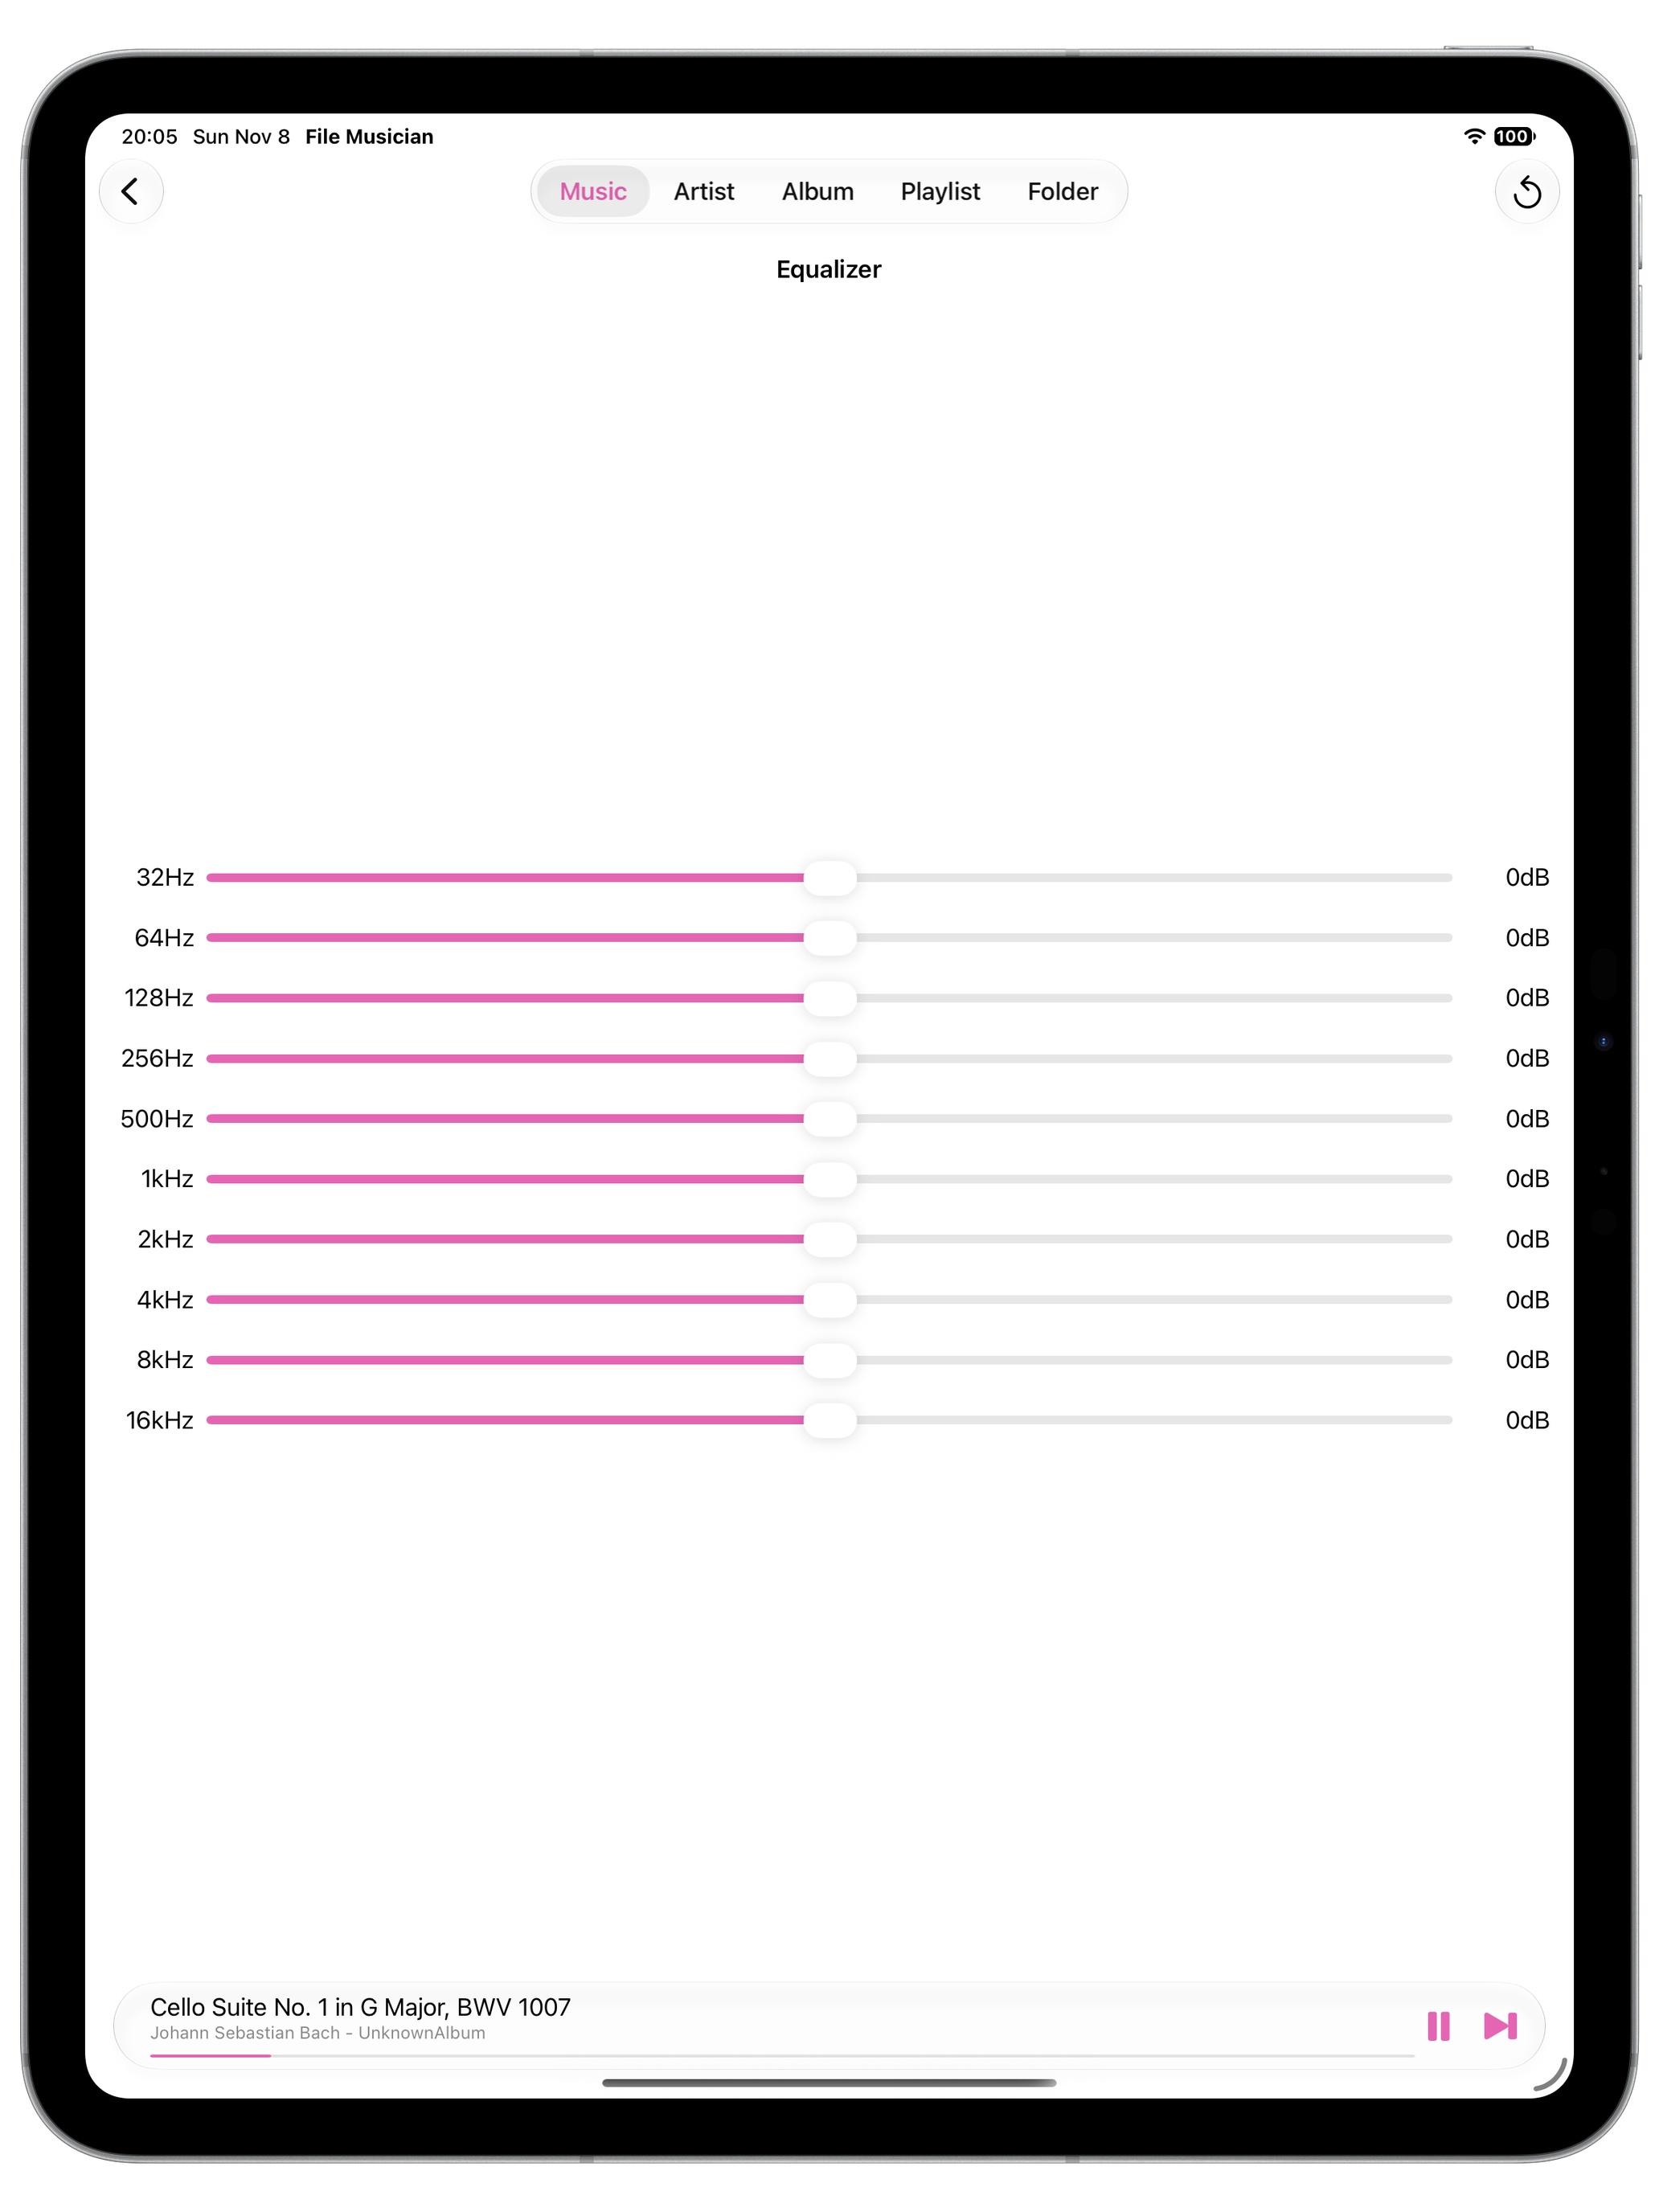 20:05 Sun Nov 8 File Musician 100
Music Artist Album Playlist Folder
Equalizer
32Hz 0dB
64Hz 0dB
128Hz 0dB
256Hz 0dB
500Hz 0dB
1kHz 0dB
2kHz 0dB
4kHz 0dB
8kHz 0dB
16kHz 0dB
Cello Suite No. 1 in G Major, BWV 1007
Johann Sebastian Bach - UnknownAlbum